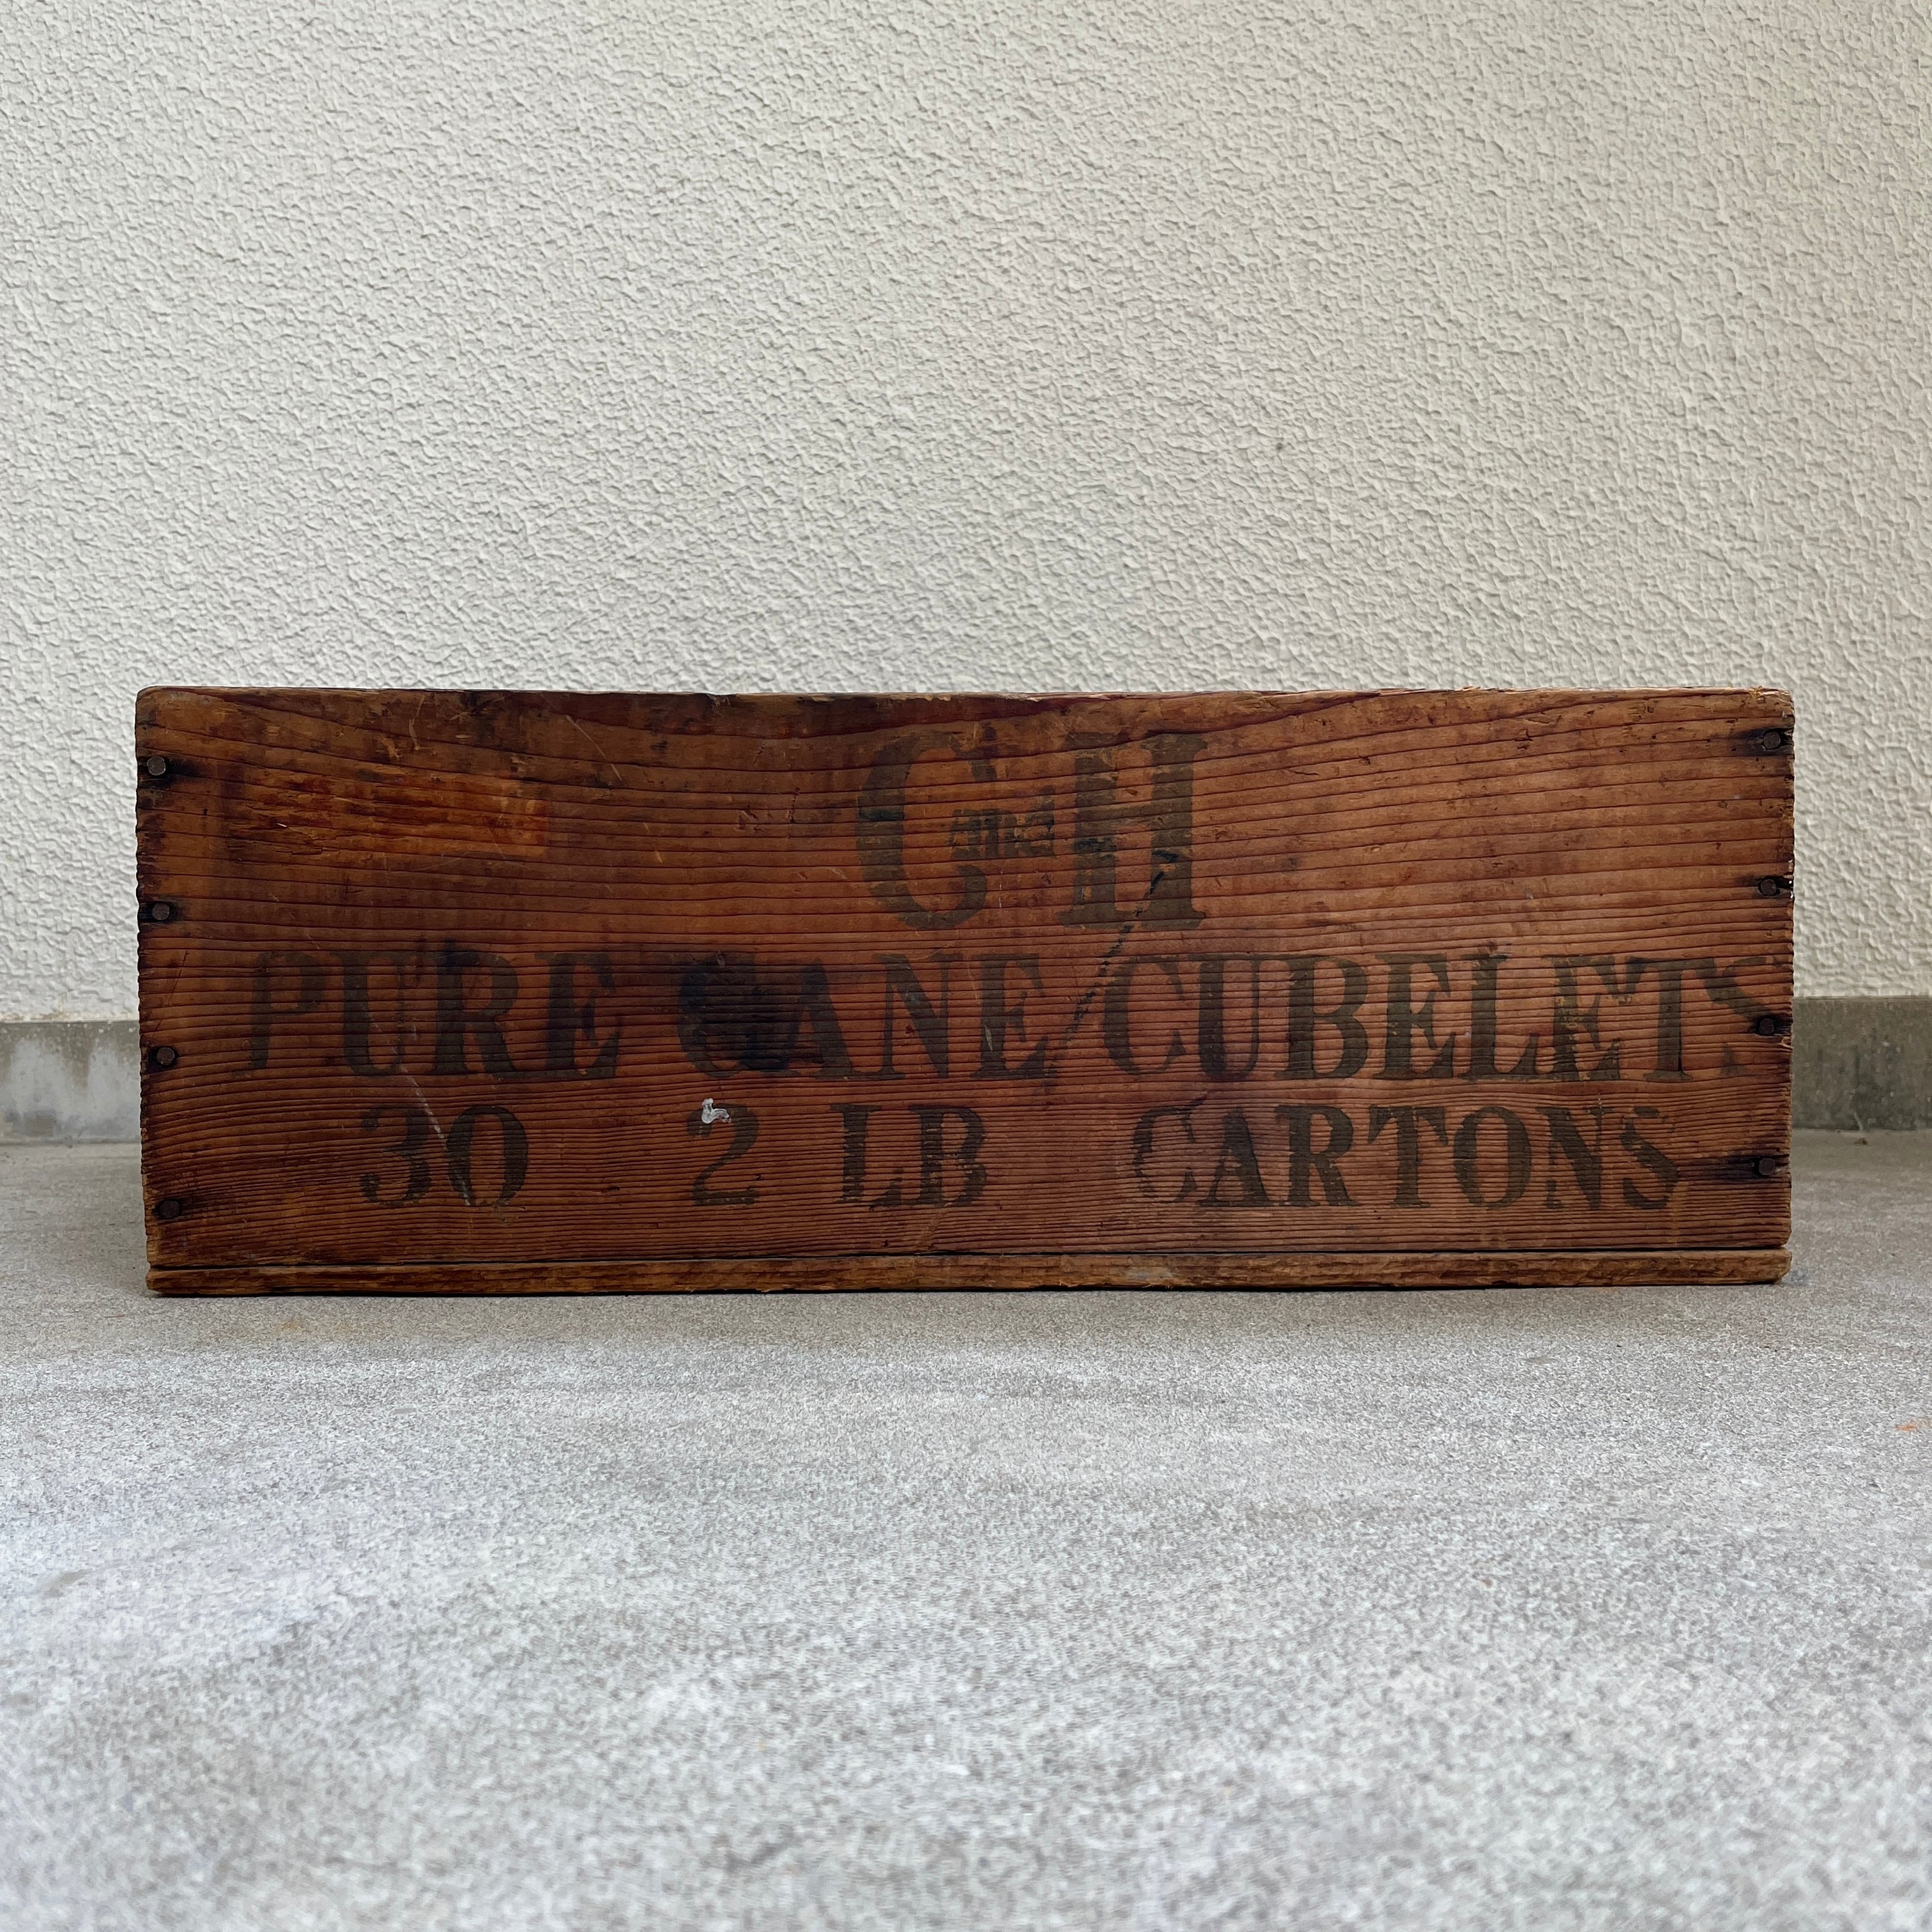 C AND H
PURE CANE CUBELETS
30 2 LB CARTONS